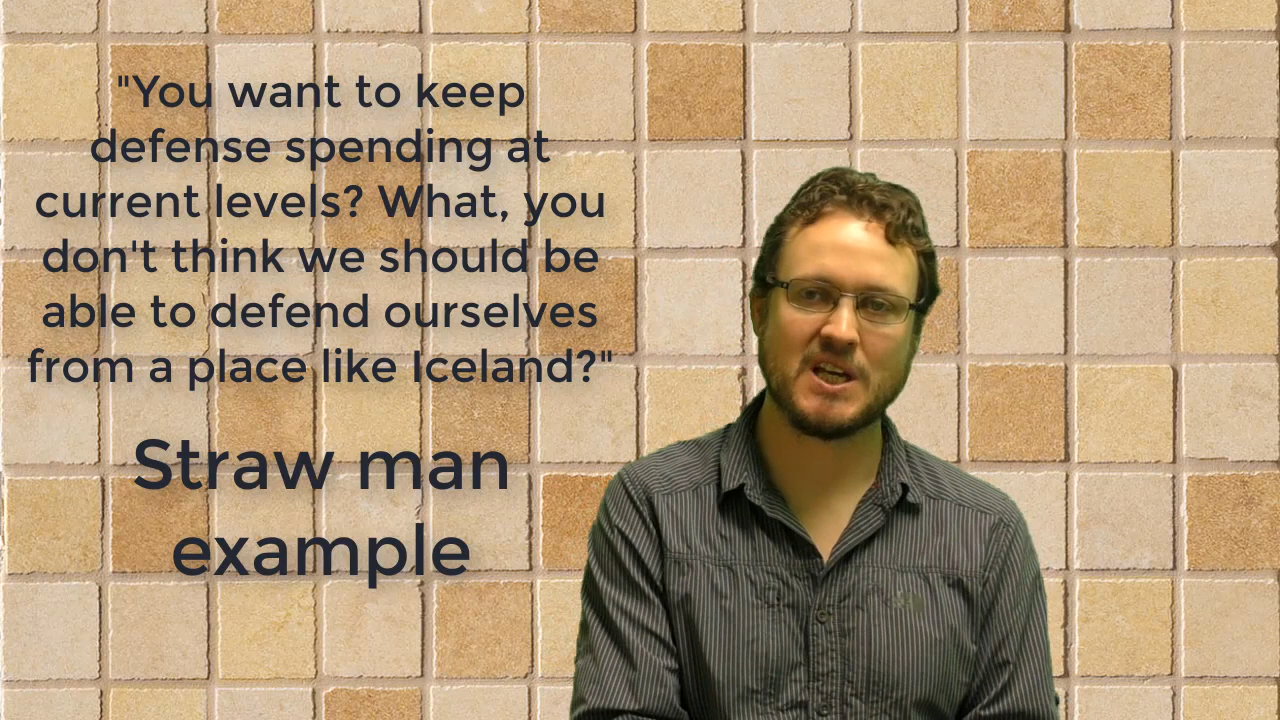 "You want to keep
defense spending at
current levels? What, you
don't think we should be
able to defend ourselves
from a place like Iceland?"
Straw man
example